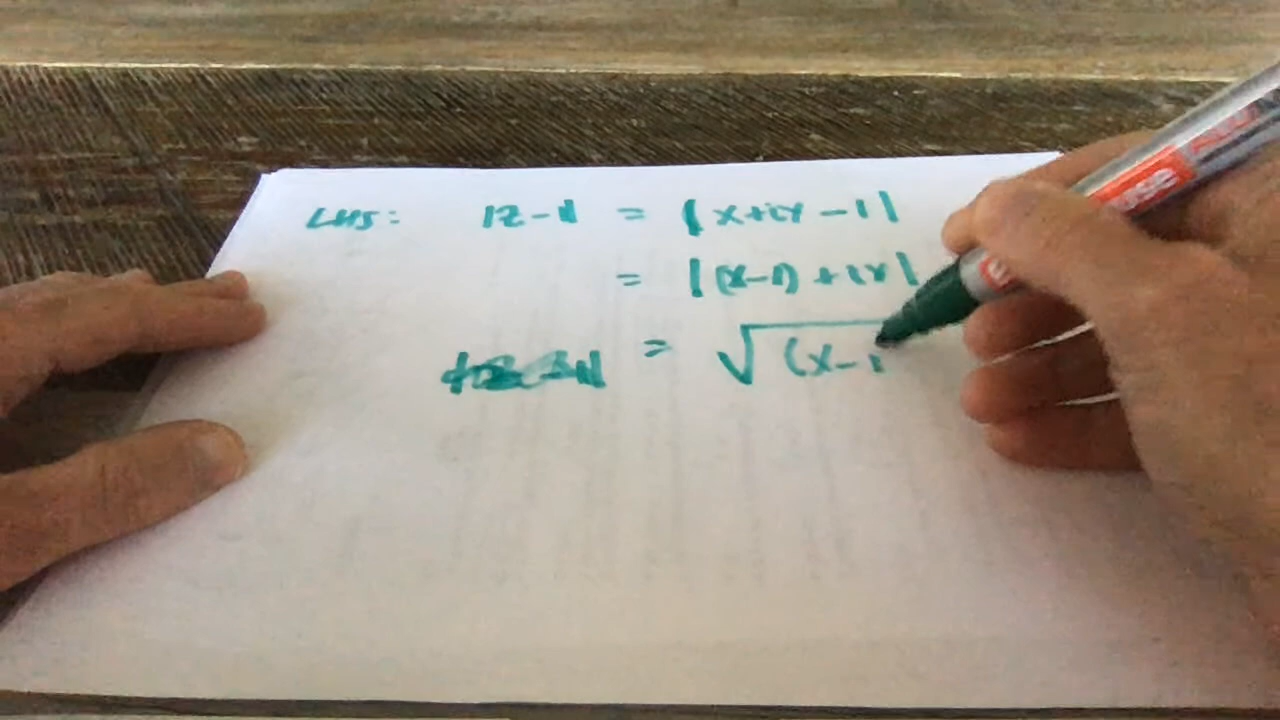 LHS: |z-1| = |x+iy-1|
= |(x-1)+iy|
= √(x-1